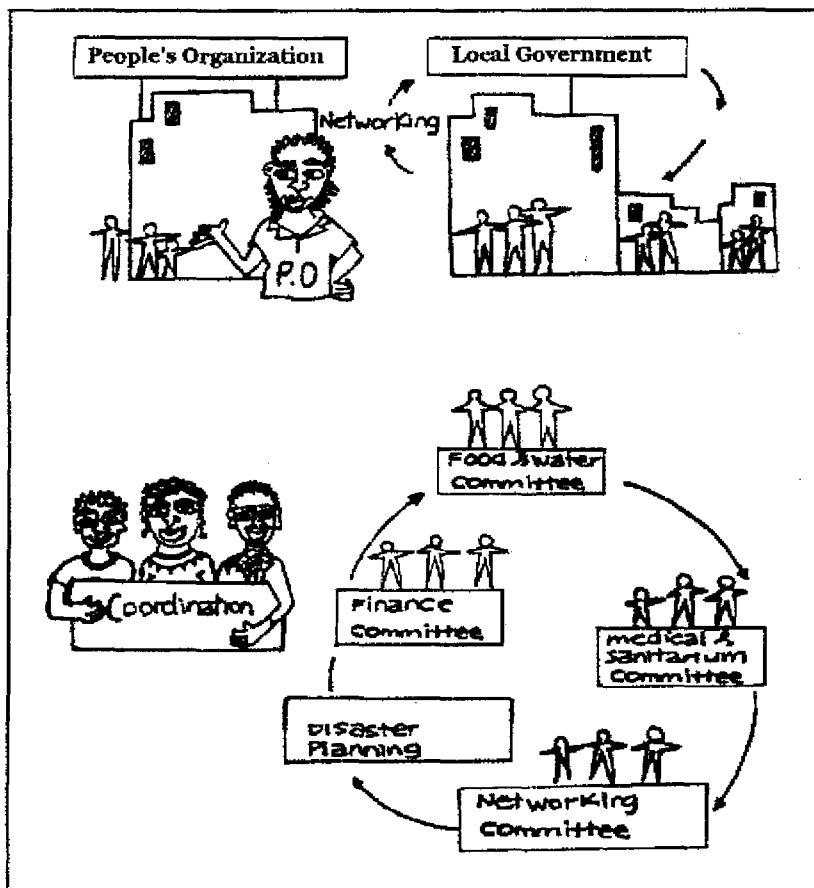 People's Organization
Local Government
Networking
P.O
Food & water
Committee
Coordination
Finance
Committee
medical &
sanitarium
Committee
Disaster
Planning
Networking
Committee